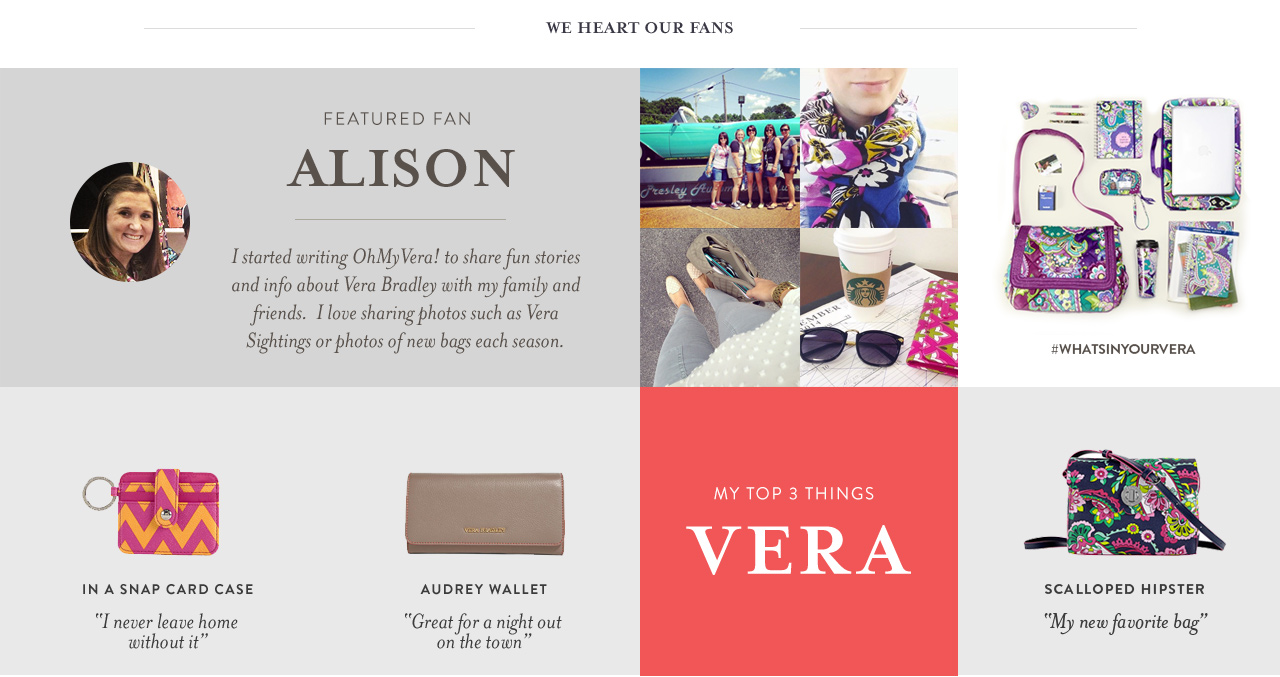 WE HEART OUR FANS
FEATURED FAN
ALISON
I started writing OhMyVera! to share fun stories
and info about Vera Bradley with my family and
friends. I love sharing photos such as Vera
Sightings or photos of new bags each season.
#WHATSINYOURVERA
MY TOP 3 THINGS
VERA
IN A SNAP CARD CASE
"I never leave home
without it"
AUDREY WALLET
"Great for a night out
on the town"
SCALLOPED HIPSTER
"My new favorite bag"